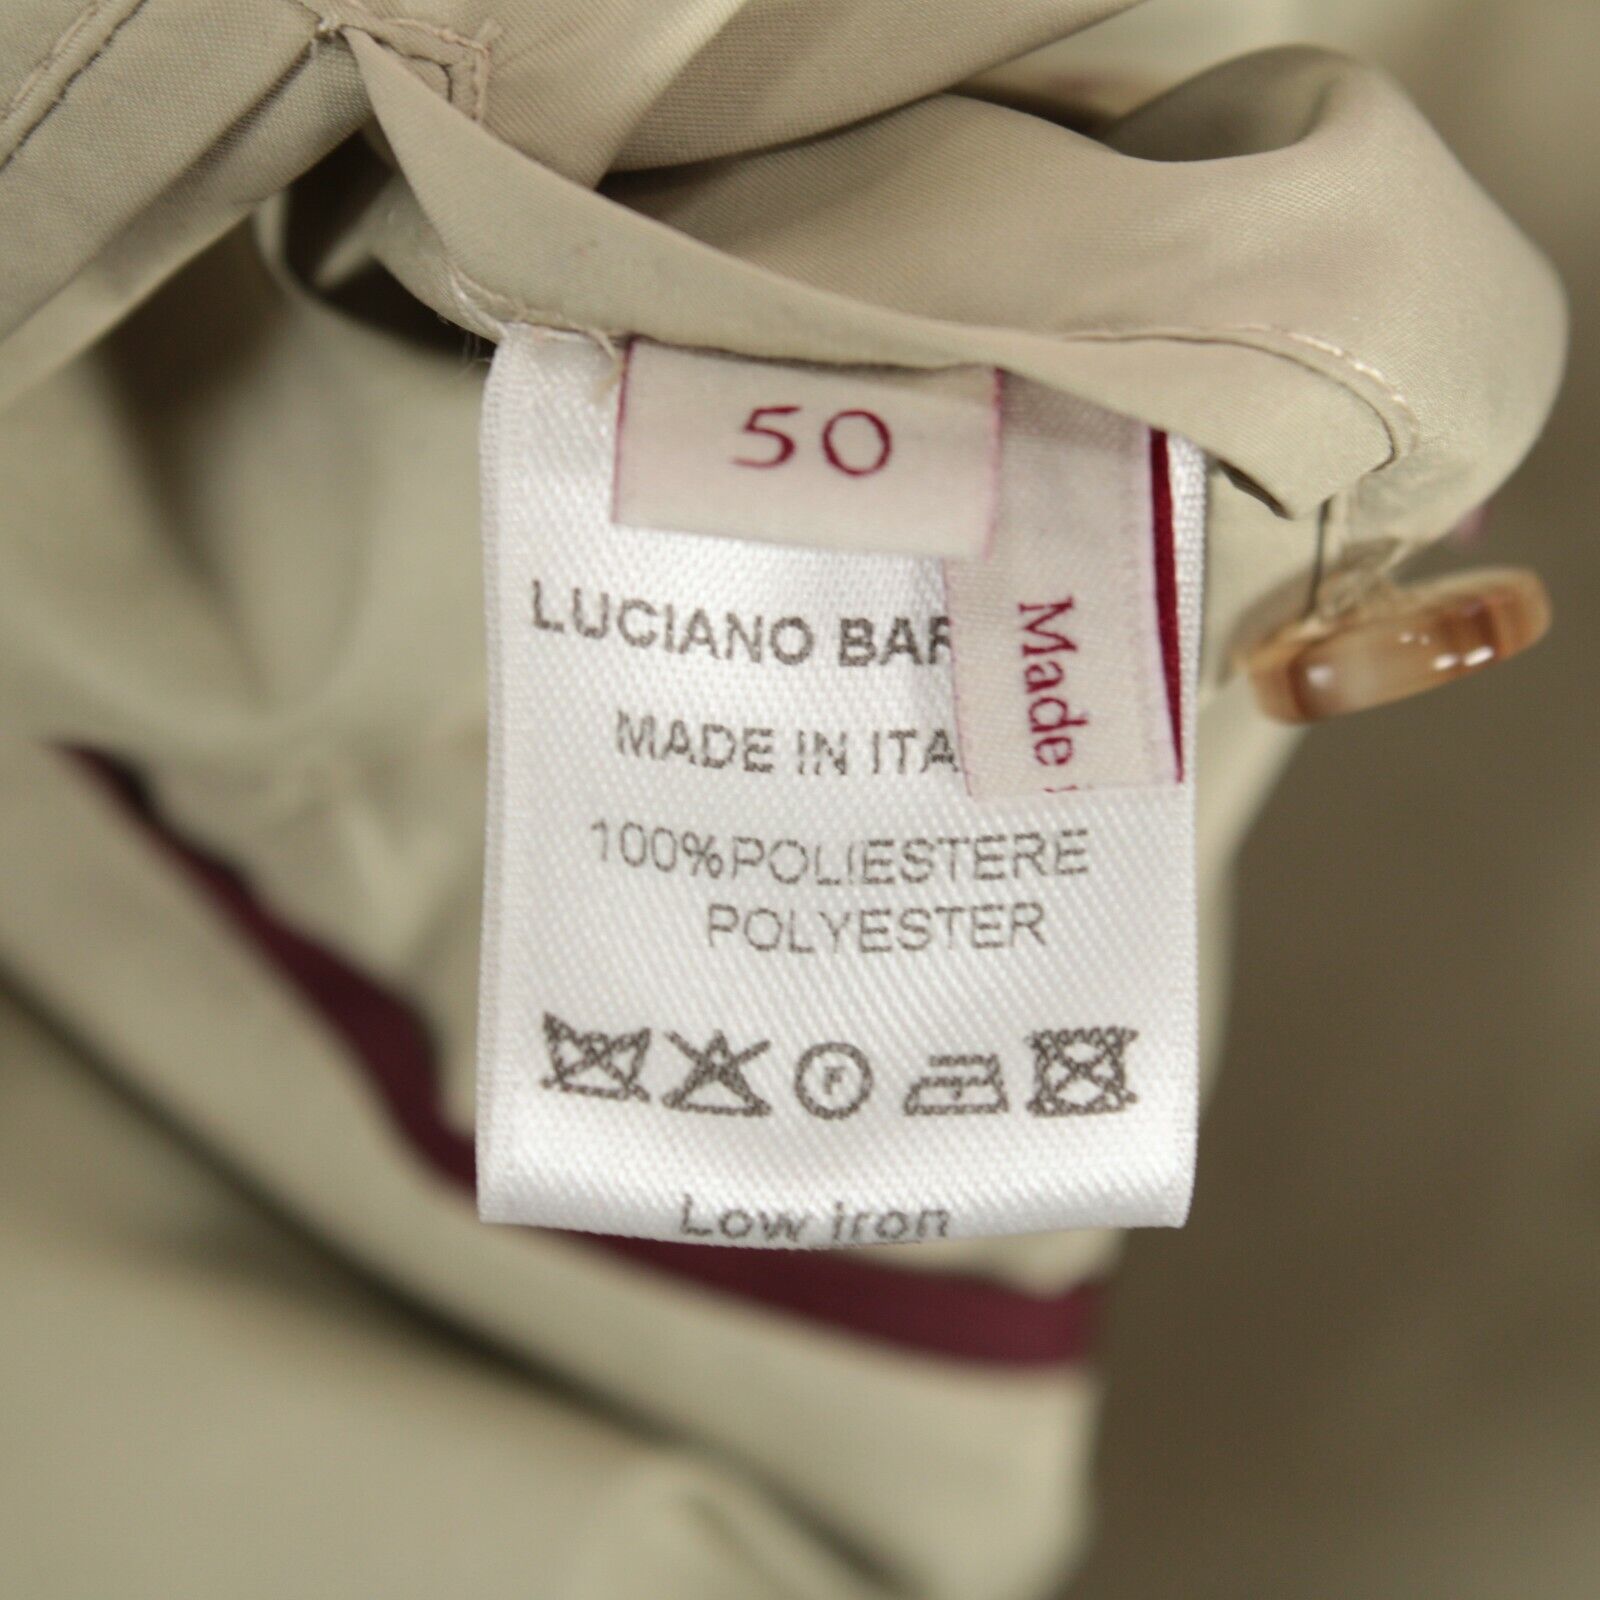 50
LUCIANO BAR
Made
MADE IN ITA
100%POLIESTERE
POLYESTER
F
Low iron